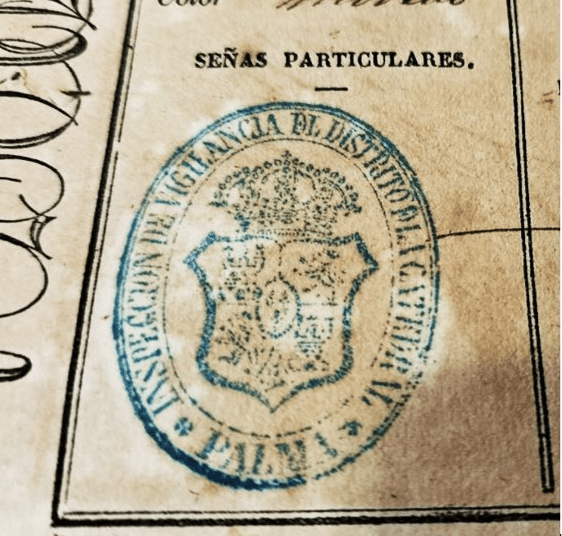 Color
SEÑAS PARTICULARES.
INSPECCION DE VIGILANCIA DEL DISTRITO DE LA CATEDRAL
PALMA